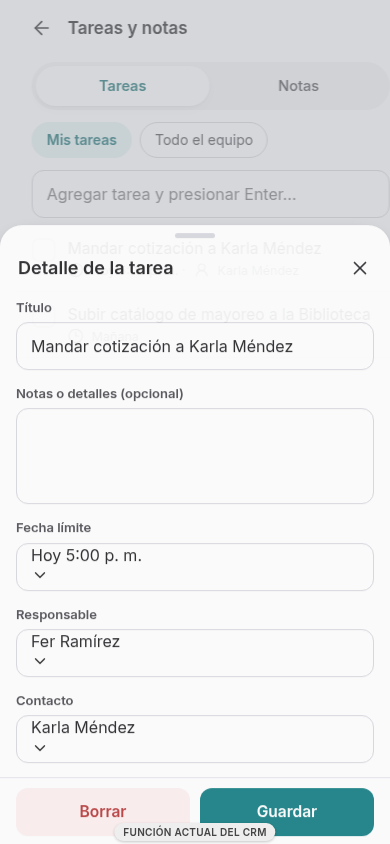 Tareas y notas
Tareas
Notas
Mis tareas
Todo el equipo
Agregar tarea y presionar Enter...
Mandar cotización a Karla Méndez
Karla Méndez
Subir catálogo de mayoreo a la Biblioteca
Detalle de la tarea
Título
Mandar cotización a Karla Méndez
Notas o detalles (opcional)
Fecha límite
Hoy 5:00 p. m.
Responsable
Fer Ramírez
Contacto
Karla Méndez
Borrar
Guardar
FUNCIÓN ACTUAL DEL CRM